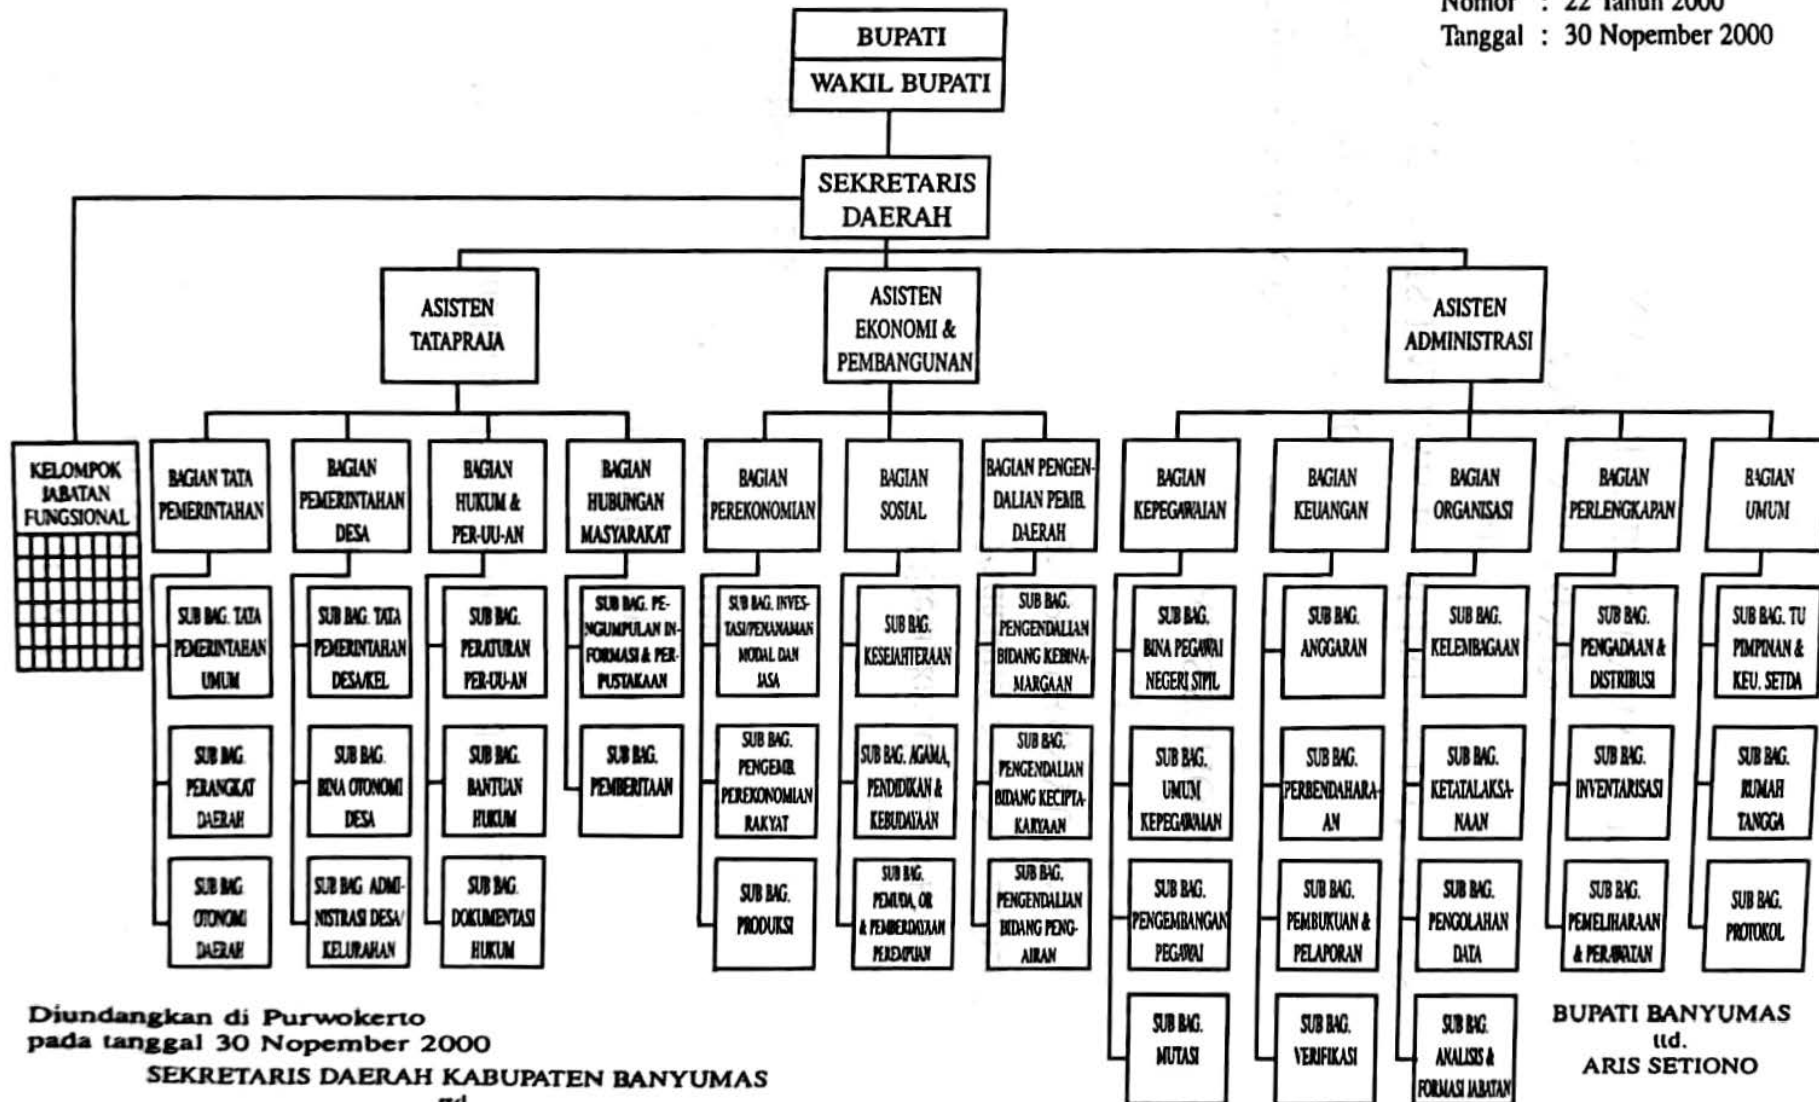 Nomor : 22 Tahun 2000
Tanggal : 30 Nopember 2000
BUPATI
WAKIL BUPATI
SEKRETARIS
DAERAH
ASISTEN
TATAPRAJA
ASISTEN
EKONOMI &
PEMBANGUNAN
ASISTEN
ADMINISTRASI
KELOMPOK
JABATAN
FUNGSIONAL
BAGIAN TATA
PEMERINTAHAN
BAGIAN
PEMERINTAHAN
DESA
BAGIAN
HUKUM &
PER-UU-AN
BAGIAN
HUBUNGAN
MASYARAKAT
BAGIAN
PEREKONOMIAN
BAGIAN
SOSIAL
BAGIAN PENGEN-
DALIAN PEMB.
DAERAH
BAGIAN
KEPEGAWAIAN
BAGIAN
KEUANGAN
BAGIAN
ORGANISASI
BAGIAN
PERLENGKAPAN
BAGIAN
UMUM
SUB BAG. TATA
PEMERINTAHAN
UMUM
SUB BAG. TATA
PEMERINTAHAN
DESA/KEL
SUB BAG.
PERATURAN
PER-UU-AN
SUB BAG. PE-
NGUMPULAN IN-
FORMASI & PER-
PUSTAKAAN
SUB BAG. INVES-
TASI/PENANAMAN
MODAL DAN
JASA
SUB BAG.
KESEJAHTERAAN
SUB BAG.
PENGENDALIAN
BIDANG KEBINA-
MARGAAN
SUB BAG.
BINA PEGAWAI
NEGERI SIPIL
SUB BAG.
ANGGARAN
SUB BAG.
KELEMBAGAAN
SUB BAG.
PENGADAAN &
DISTRIBUSI
SUB BAG. TU
PIMPINAN &
KEU. SETDA
SUB BAG.
PERANGKAT
DAERAH
SUB BAG.
BINA OTONOMI
DESA
SUB BAG.
BANTUAN
HUKUM
SUB BAG.
PEMBERITAAN
SUB BAG.
PENGEMB.
PEREKONOMIAN
RAKYAT
SUB BAG. AGAMA,
PENDIDIKAN &
KEBUDAYAAN
SUB BAG.
PENGENDALIAN
BIDANG KECIPTA-
KARYAAN
SUB BAG.
UMUM
KEPEGAWAIAN
SUB BAG.
PERBENDAHARA-
AN
SUB BAG.
KETATALAKSA-
NAAN
SUB BAG.
INVENTARISASI
SUB BAG.
RUMAH
TANGGA
SUB BAG.
OTONOMI
DAERAH
SUB BAG. ADMI-
NISTRASI DESA/
KELURAHAN
SUB BAG.
DOKUMENTASI
HUKUM
SUB BAG.
PRODUKSI
SUB BAG.
PEMUDA, OR
& PEMBERDAYAAN
PEREMPUAN
SUB BAG.
PENGENDALIAN
BIDANG PENG-
AIRAN
SUB BAG.
PENGEMBANGAN
PEGAWAI
SUB BAG.
PEMBUKUAN &
PELAPORAN
SUB BAG.
PENGOLAHAN
DATA
SUB BAG.
PEMELIHARAAN
& PERAWATAN
SUB BAG.
PROTOKOL
SUB BAG.
MUTASI
SUB BAG.
VERIFIKASI
SUB BAG.
ANALISIS &
FORMASI JABATAN
Diundangkan di Purwokerto
pada tanggal 30 Nopember 2000
SEKRETARIS DAERAH KABUPATEN BANYUMAS
BUPATI BANYUMAS
ttd.
ARIS SETIONO